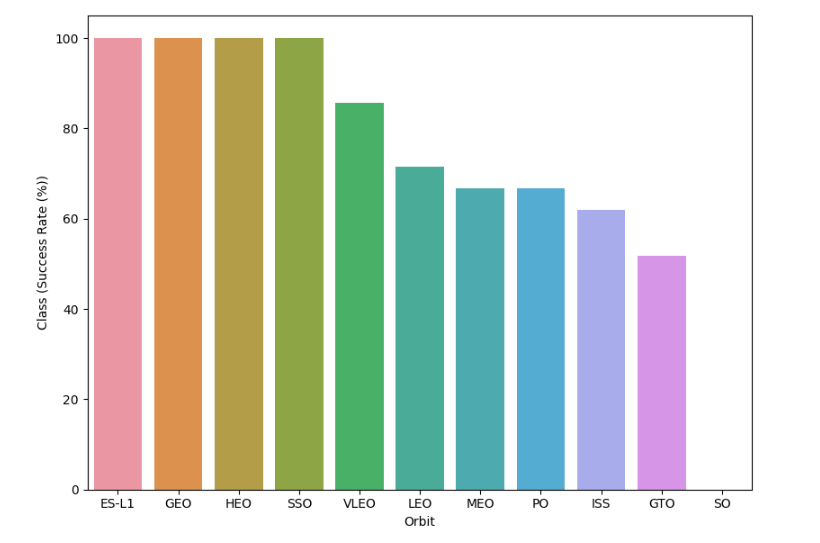 100
80
60
40
20
0
Class (Success Rate (%))
ES-L1 GEO HEO SSO VLEO LEO MEO PO ISS GTO SO
Orbit